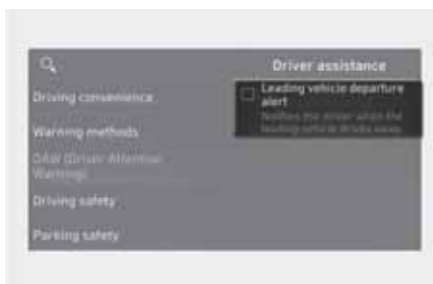 Driver assistance
Driving convenience
Warning methods
DAW (Driver Attention
Warning)
Driving safety
Parking safety
Leading vehicle departure
alert
Notifies the driver when the
leading vehicle drives away.